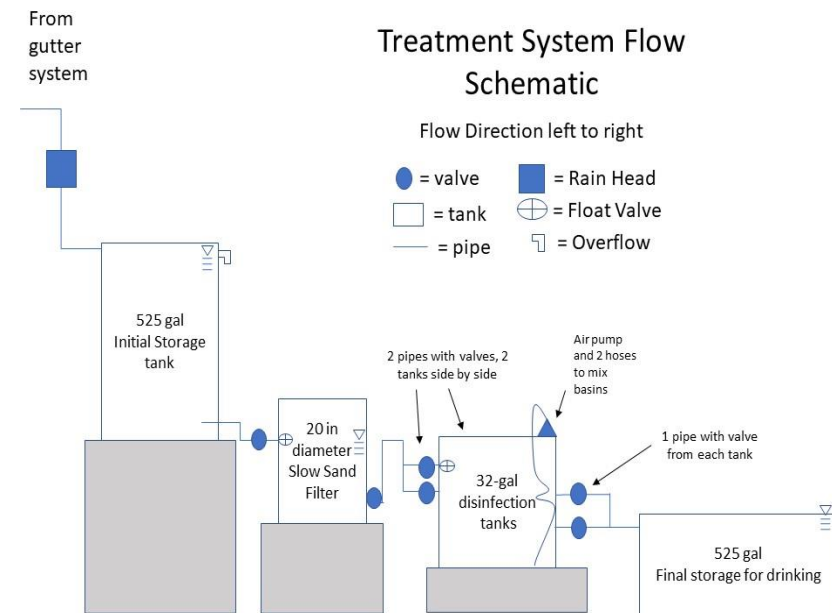 From
gutter
system
Treatment System Flow
Schematic
Flow Direction left to right
= valve
= Rain Head
= tank
= Float Valve
= pipe
= Overflow
525 gal
Initial Storage
tank
2 pipes with valves, 2
tanks side by side
Air pump
and 2 hoses
to mix
basins
20 in
diameter
Slow Sand
Filter
1 pipe with valve
from each tank
32-gal
disinfection
tanks
525 gal
Final storage for drinking